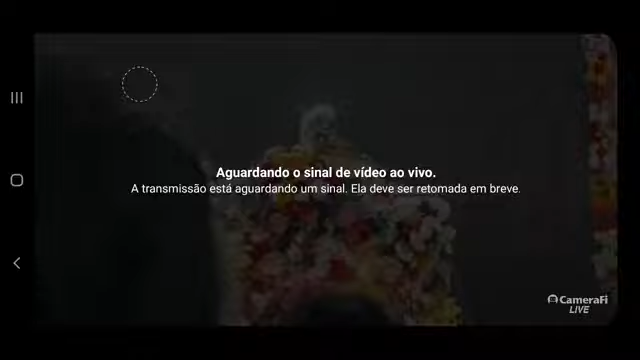 Aguardando o sinal de vídeo ao vivo.
A transmissão está aguardando um sinal. Ela deve ser retomada em breve.
CameraFi
LIVE